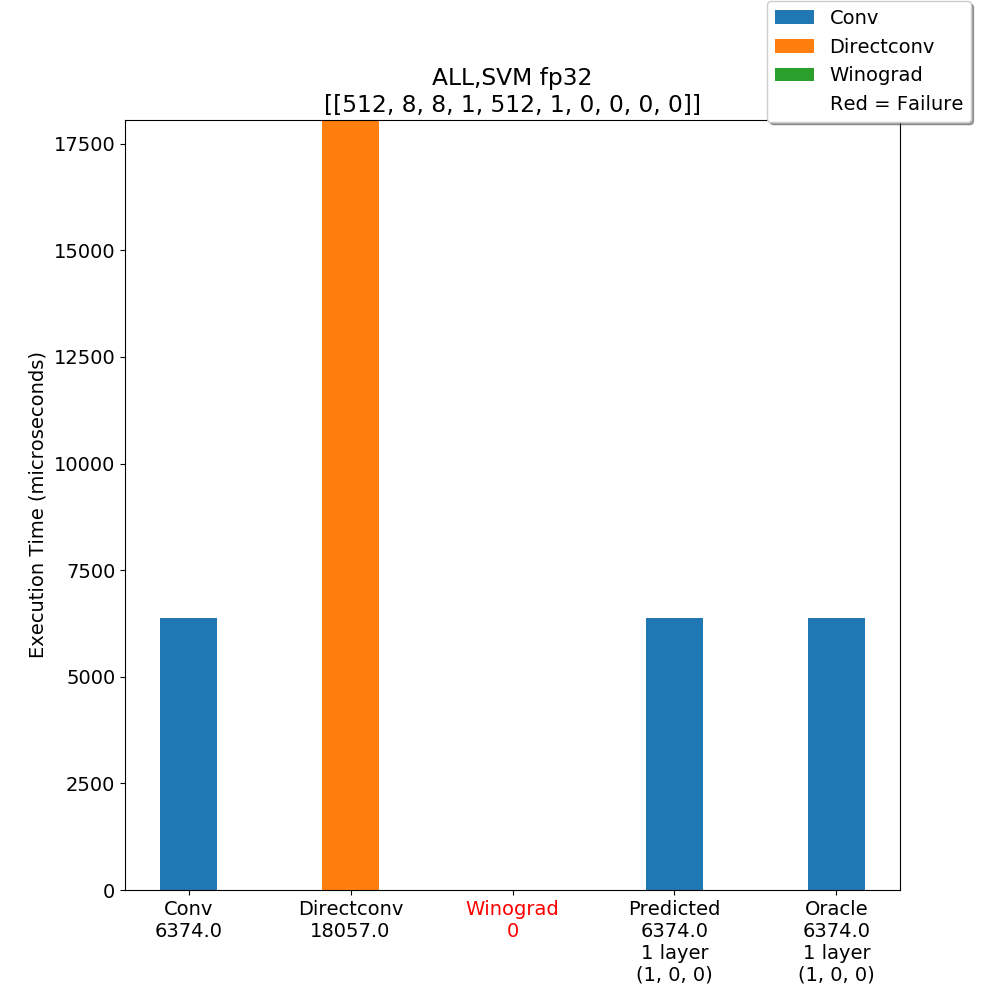 Conv
Directconv
Winograd
Red = Failure
ALL,SVM fp32
[[512, 8, 8, 1, 512, 1, 0, 0, 0, 0]]
Execution Time (microseconds)
17500
15000
12500
10000
7500
5000
2500
0
Conv
6374.0
Directconv
18057.0
Winograd
0
Predicted
6374.0
1 layer
(1, 0, 0)
Oracle
6374.0
1 layer
(1, 0, 0)